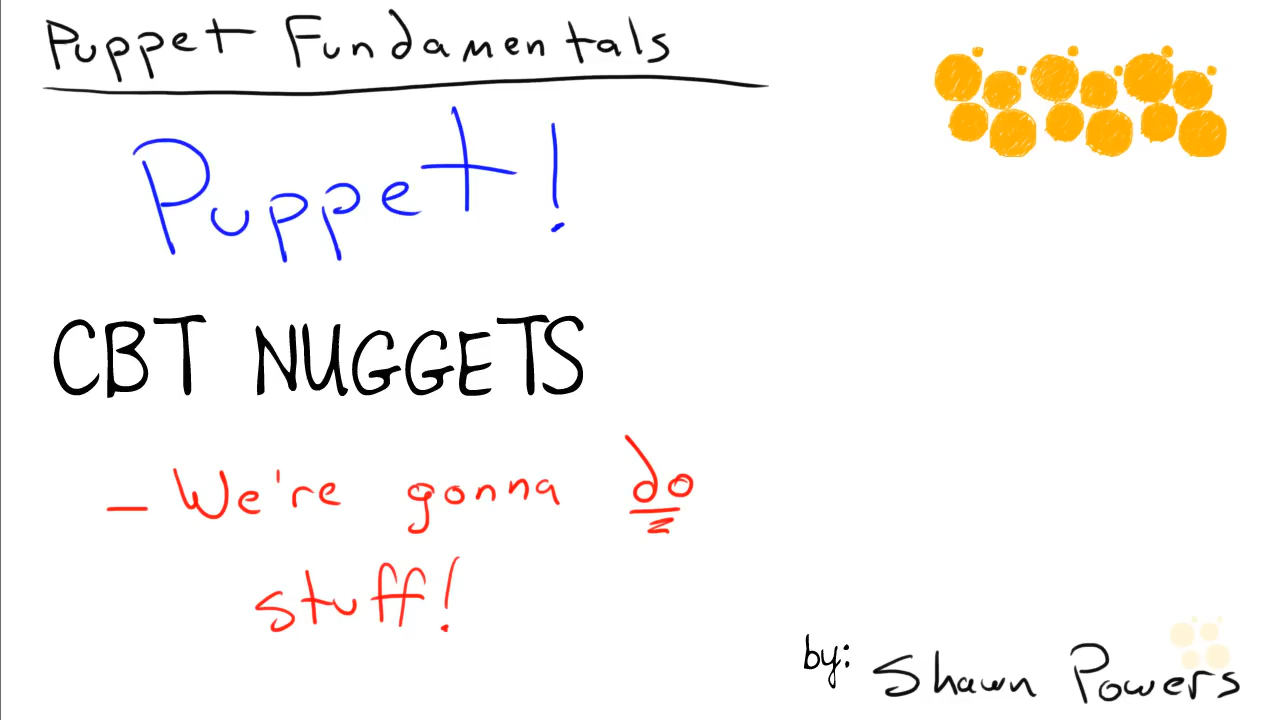 Puppet Fundamentals
Puppet!
CBT NUGGETS
- We're gonna do
stuff!
by: Shawn Powers